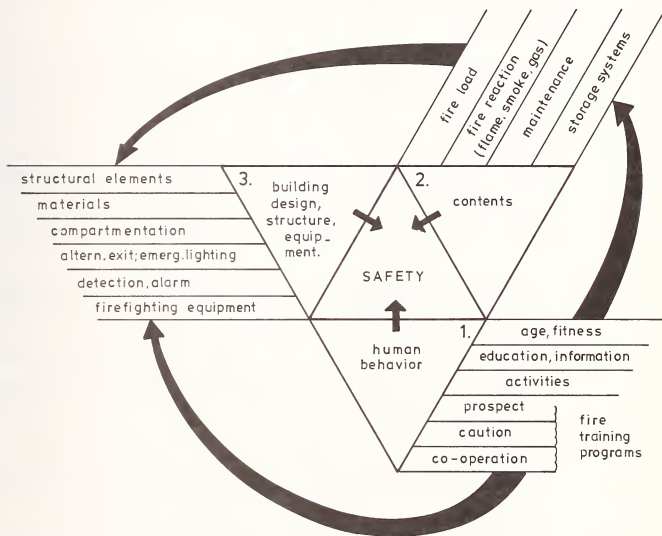 fire load
fire reaction
(flame, smoke, gas)
maintenance
storage systems
structural elements
materials
compartmentation
altern.exit; emerg.lighting
detection, alarm
firefighting equipment
3.
building
design,
structure,
equip-
ment.
2.
contents
SAFETY
1.
human
behavior
age, fitness
education, information
activities
prospect
caution
co-operation
fire
training
programs